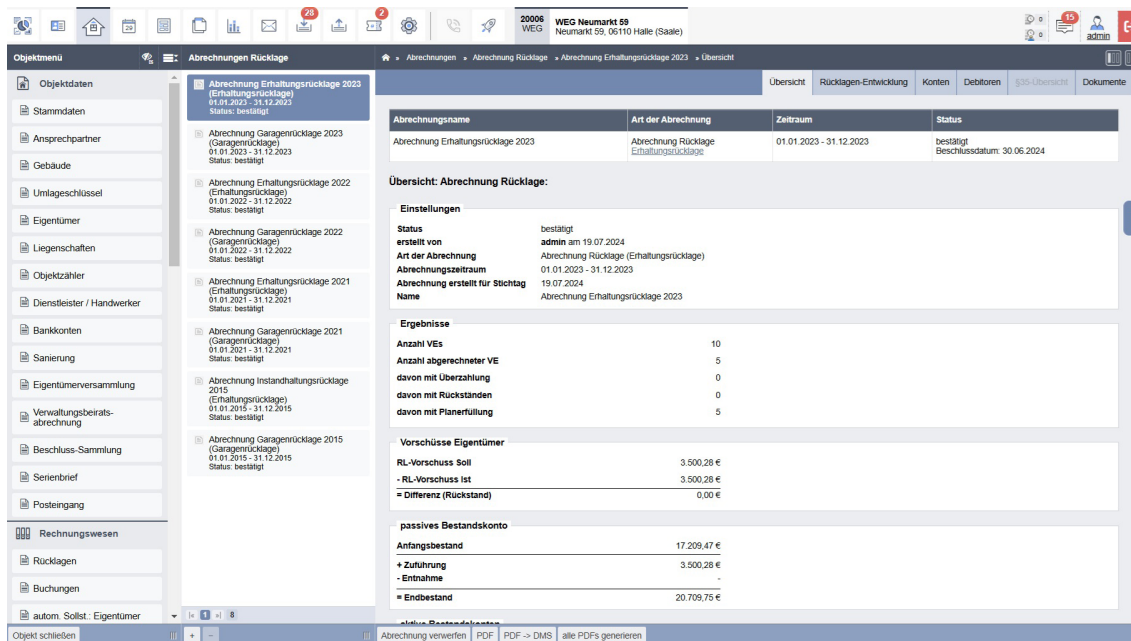 28
2
20006
WEG
WEG Neumarkt 59
Neumarkt 59, 06110 Halle (Saale)
0
0
15
admin
29
Objektmenü
Abrechnungen Rücklage
» Abrechnungen » Abrechnung Rücklage » Abrechnung Erhaltungsrücklage 2023 » Übersicht
Objektdaten
Stammdaten
Ansprechpartner
Gebäude
Umlageschlüssel
Eigentümer
Liegenschaften
Objektzähler
Dienstleister / Handwerker
Bankkonten
Sanierung
Eigentümerversammlung
Verwaltungsbeirats-
abrechnung
Beschluss-Sammlung
Serienbrief
Posteingang
Rechnungswesen
Rücklagen
Buchungen
autom. Sollst.: Eigentümer
Objekt schließen
Abrechnung Erhaltungsrücklage 2023
(Erhaltungsrücklage)
01.01.2023 - 31.12.2023
Status: bestätigt
Abrechnung Garagenrücklage 2023
(Garagenrücklage)
01.01.2023 - 31.12.2023
Status: bestätigt
Abrechnung Erhaltungsrücklage 2022
(Erhaltungsrücklage)
01.01.2022 - 31.12.2022
Status: bestätigt
Abrechnung Garagenrücklage 2022
(Garagenrücklage)
01.01.2022 - 31.12.2022
Status: bestätigt
Abrechnung Erhaltungsrücklage 2021
(Erhaltungsrücklage)
01.01.2021 - 31.12.2021
Status: bestätigt
Abrechnung Garagenrücklage 2021
(Garagenrücklage)
01.01.2021 - 31.12.2021
Status: bestätigt
Abrechnung Instandhaltungsrücklage
2015
(Erhaltungsrücklage)
01.01.2015 - 31.12.2015
Status: bestätigt
Abrechnung Garagenrücklage 2015
(Garagenrücklage)
01.01.2015 - 31.12.2015
Status: bestätigt
1 8
+ -
Übersicht Rücklagen-Entwicklung Konten Debitoren §35-Übersicht Dokumente
Abrechnungsname Art der Abrechnung Zeitraum Status
Abrechnung Erhaltungsrücklage 2023 Abrechnung Rücklage 01.01.2023 - 31.12.2023 bestätigt
Erhaltungsrücklage Beschlussdatum: 30.06.2024
Übersicht: Abrechnung Rücklage:
Einstellungen
Status bestätigt
erstellt von admin am 19.07.2024
Art der Abrechnung Abrechnung Rücklage (Erhaltungsrücklage)
Abrechnungszeitraum 01.01.2023 - 31.12.2023
Abrechnung erstellt für Stichtag 19.07.2024
Name Abrechnung Erhaltungsrücklage 2023
Ergebnisse
Anzahl VEs 10
Anzahl abgerechneter VE 5
davon mit Überzahlung 0
davon mit Rückständen 0
davon mit Planerfüllung 5
Vorschüsse Eigentümer
RL-Vorschuss Soll 3.500,28 €
- RL-Vorschuss Ist 3.500,28 €
= Differenz (Rückstand) 0,00 €
passives Bestandskonto
Anfangsbestand 17.209,47 €
+ Zuführung 3.500,28 €
- Entnahme -
= Endbestand 20.709,75 €
aktive Bestandskonten
Abrechnung verwerfen PDF PDF -> DMS alle PDFs generieren